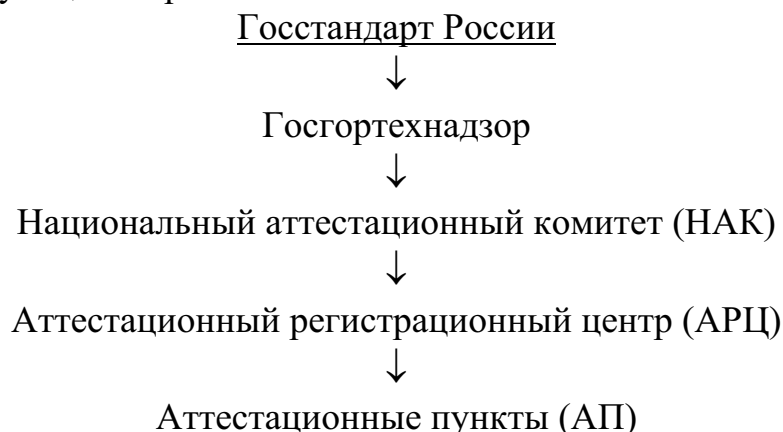 Госстандарт России
↓
Госгортехнадзор
↓
Национальный аттестационный комитет (НАК)
↓
Аттестационный регистрационный центр (АРЦ)
↓
Аттестационные пункты (АП)